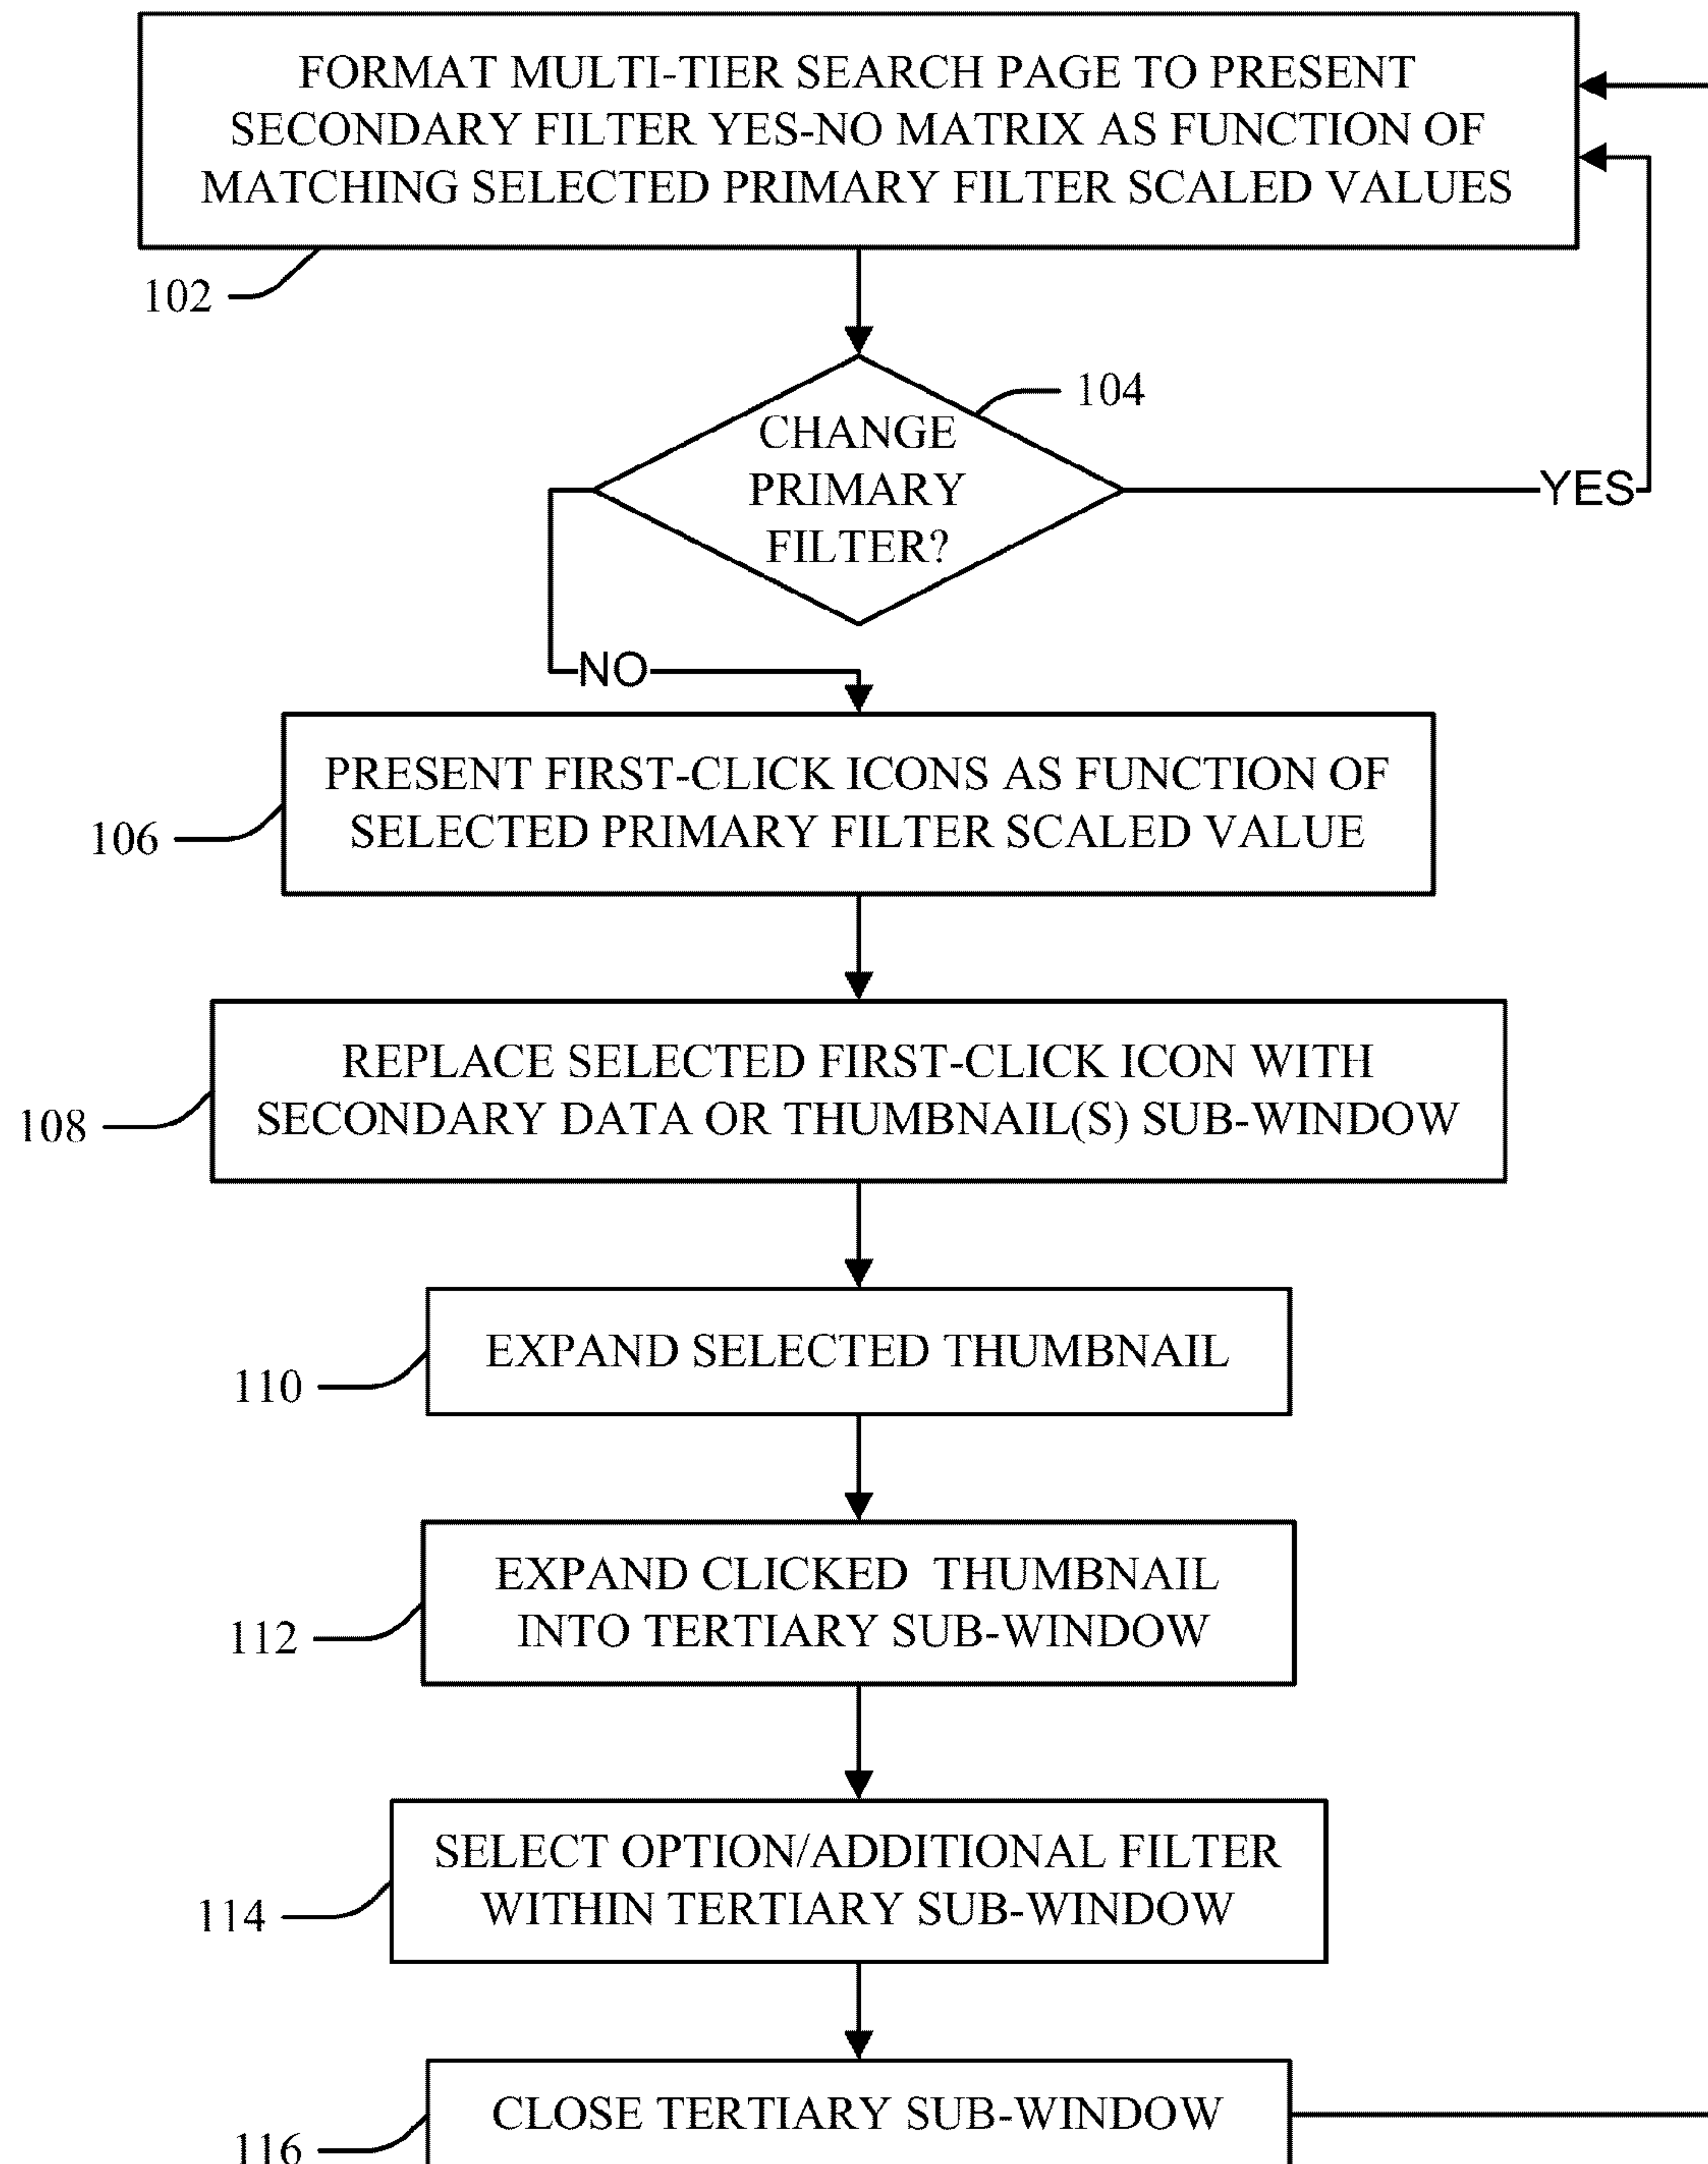 FORMAT MULTI-TIER SEARCH PAGE TO PRESENT
SECONDARY FILTER YES-NO MATRIX AS FUNCTION OF
MATCHING SELECTED PRIMARY FILTER SCALED VALUES
102
104
CHANGE
PRIMARY
FILTER?
YES
NO
PRESENT FIRST-CLICK ICONS AS FUNCTION OF
SELECTED PRIMARY FILTER SCALED VALUE
106
REPLACE SELECTED FIRST-CLICK ICON WITH
SECONDARY DATA OR THUMBNAIL(S) SUB-WINDOW
108
EXPAND SELECTED THUMBNAIL
110
EXPAND CLICKED THUMBNAIL
INTO TERTIARY SUB-WINDOW
112
SELECT OPTION/ADDITIONAL FILTER
WITHIN TERTIARY SUB-WINDOW
114
CLOSE TERTIARY SUB-WINDOW
116